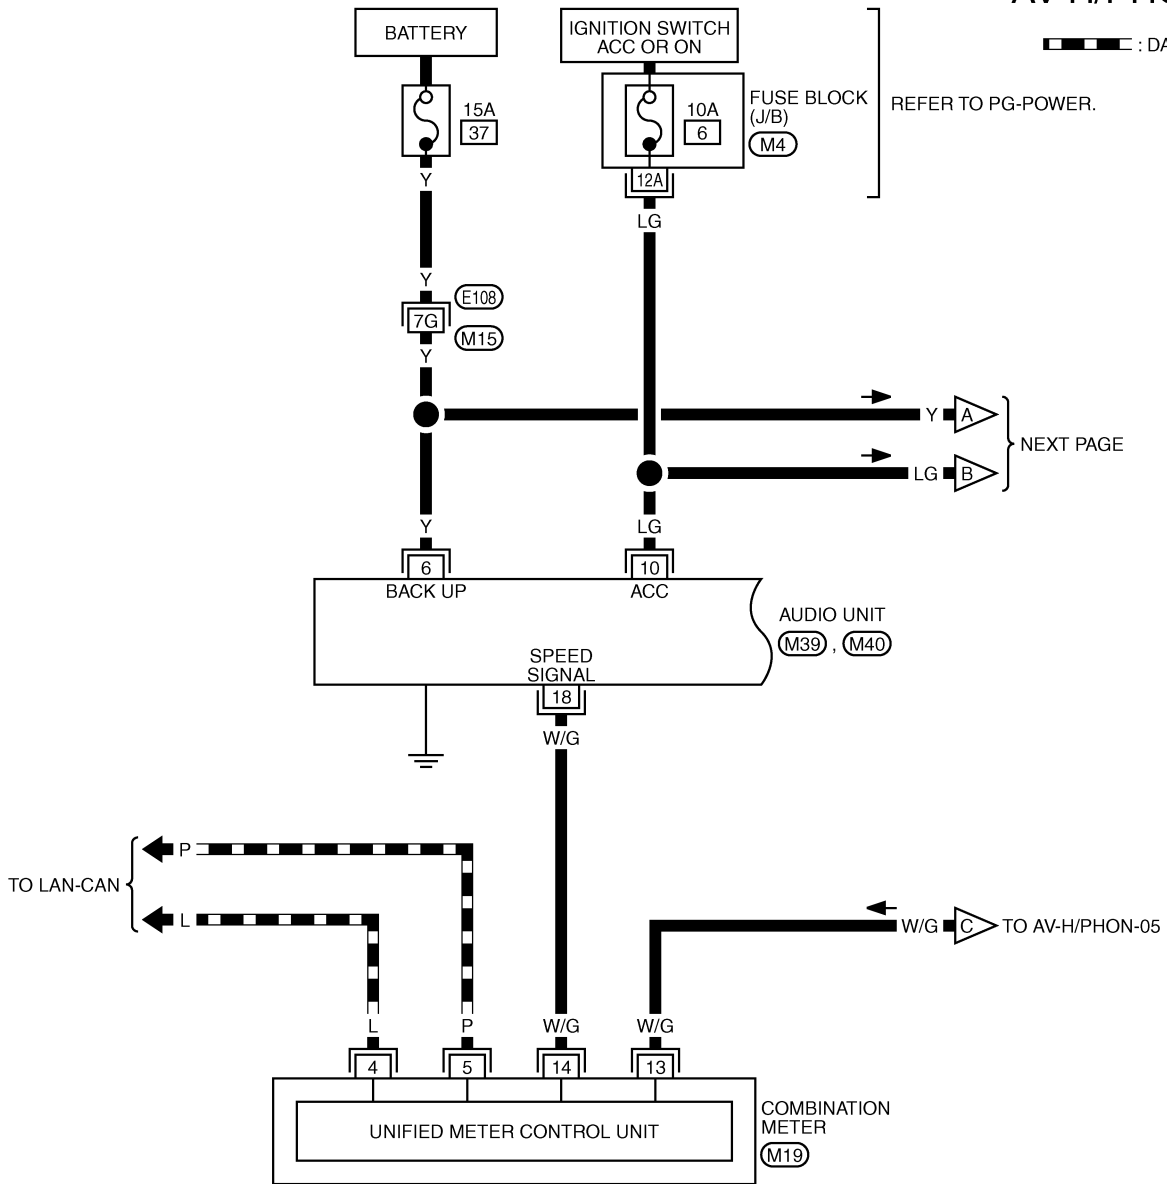 BATTERY
IGNITION SWITCH
ACC OR ON
: DA
15A
37
10A
6
FUSE BLOCK
(J/B)
M4
REFER TO PG-POWER.
12A
Y
LG
Y
E108
7G
M15
Y
Y
A
NEXT PAGE
LG
B
Y
LG
6
10
BACK UP
ACC
AUDIO UNIT
M39 , M40
SPEED
SIGNAL
18
W/G
P
TO LAN-CAN
L
W/G
C
TO AV-H/PHON-05
L
P
W/G
W/G
4
5
14
13
UNIFIED METER CONTROL UNIT
COMBINATION
METER
M19